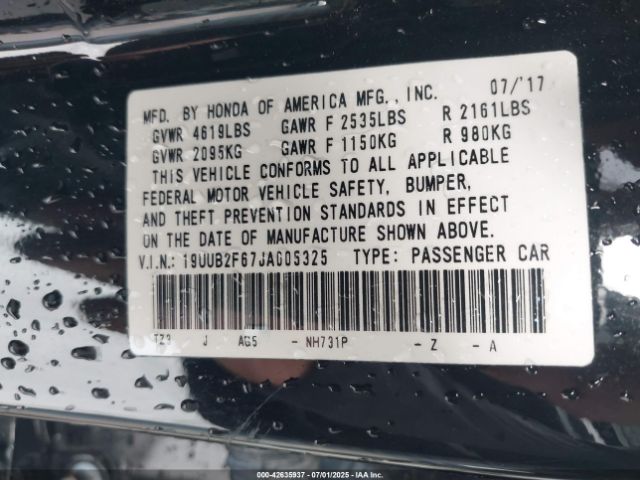 MFD. BY HONDA OF AMERICA MFG., INC. 07/'17
GVWR 4619LBS GAWR F 2535LBS R 2161LBS
GVWR 2095KG GAWR F 1150KG R 980KG
THIS VEHICLE CONFORMS TO ALL APPLICABLE
FEDERAL MOTOR VEHICLE SAFETY, BUMPER,
AND THEFT PREVENTION STANDARDS IN EFFECT
ON THE DATE OF MANUFACTURE SHOWN ABOVE.
V.I.N.: 19UUB2F67JA005325 TYPE: PASSENGER CAR
TZ3 J AG5 - NH731P - Z - A
000-42635937 - 07/01/2025 - IAA Inc.